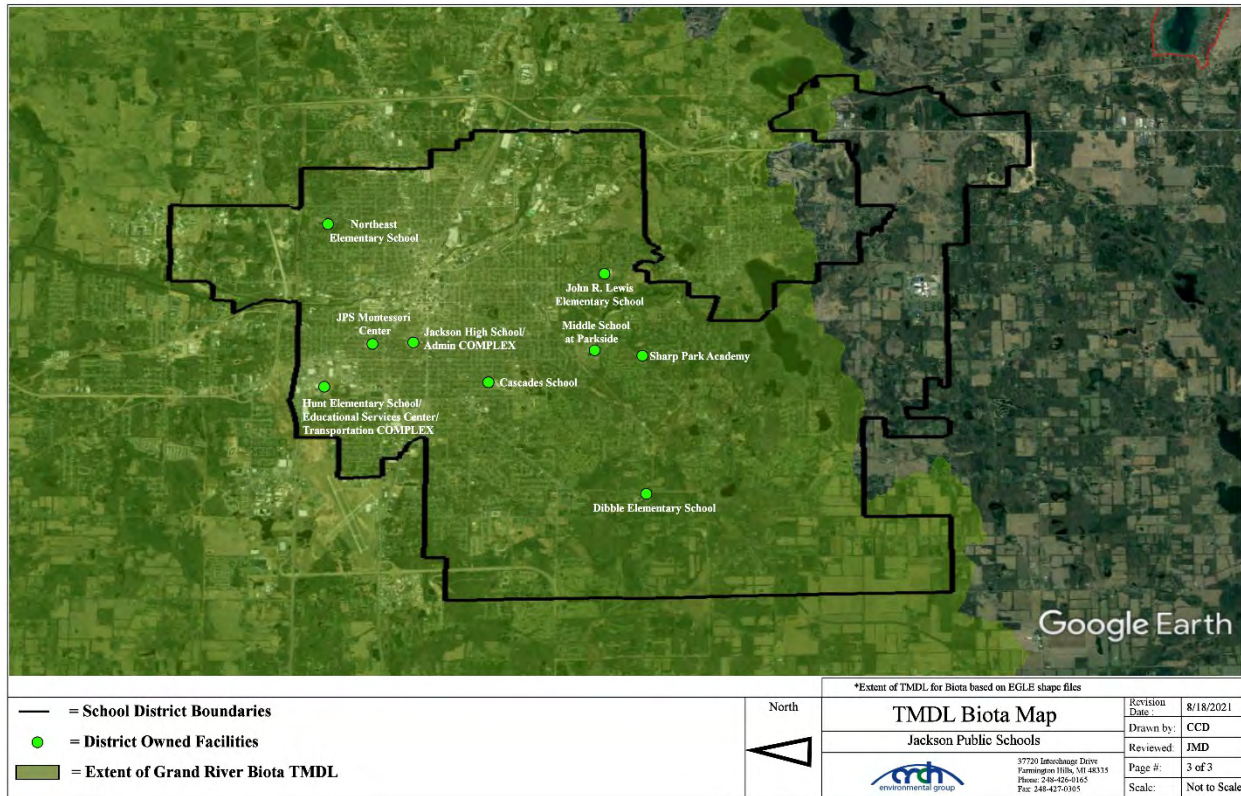 Northeast
Elementary School
John R. Lewis
Elementary School
JPS Montessori
Center
Jackson High School/
Admin COMPLEX
Middle School
at Parkside
Sharp Park Academy
Cascades School
Hunt Elementary School/
Educational Services Center/
Transportation COMPLEX
Dibble Elementary School
Google Earth
*Extent of TMDL for Biota based on EGLE shape files
= School District Boundaries
= District Owned Facilities
= Extent of Grand River Biota TMDL
North
TMDL Biota Map
Jackson Public Schools
arch
environmental group
37720 Interchange Drive
Farmington Hills, MI 48335
Phone: 248-426-0165
Fax: 248-427-0305
Revision
Date :
8/18/2021
Drawn by:
CCD
Reviewed:
JMD
Page #:
3 of 3
Scale:
Not to Scale